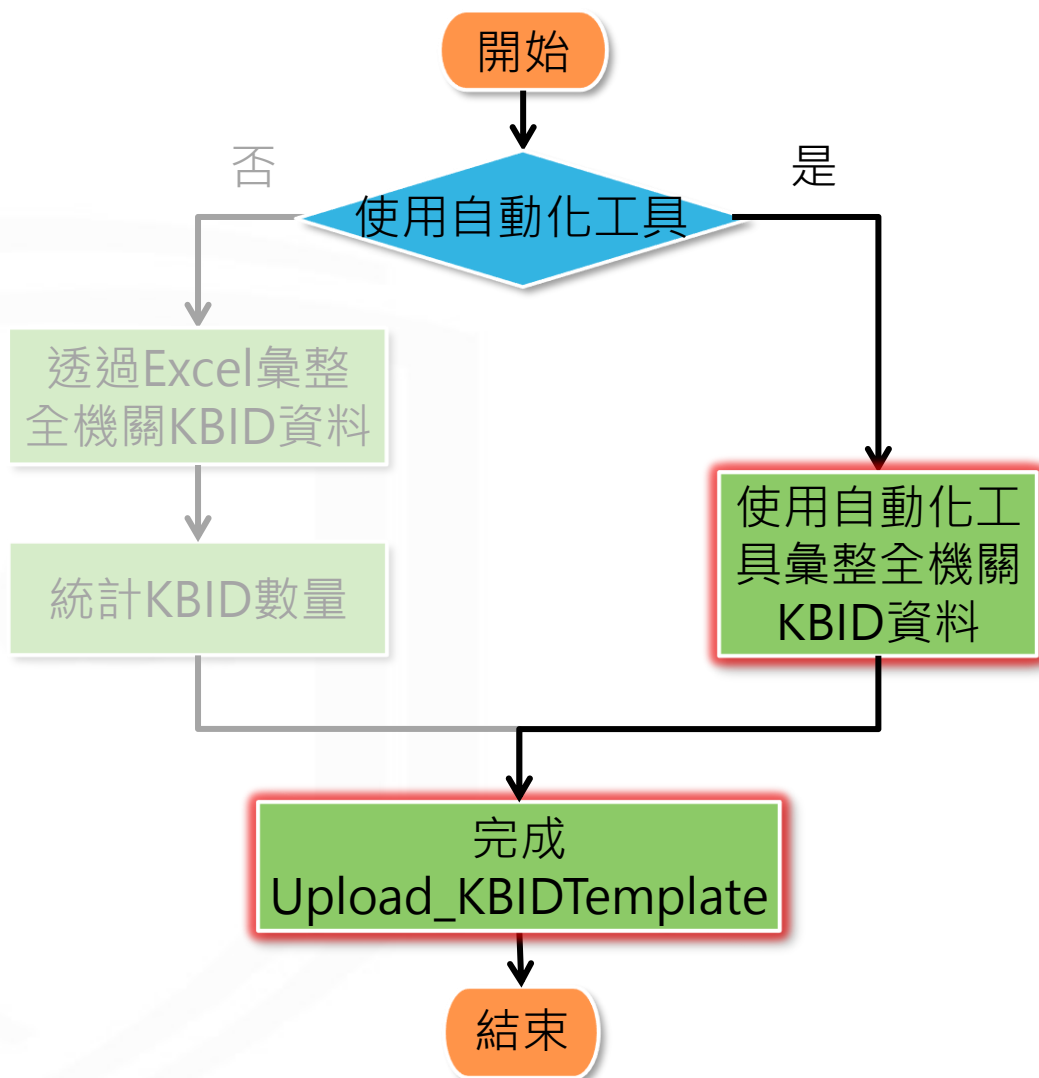 開始
否
是
使用自動化工具
透過Excel彙整
全機關KBID資料
統計KBID數量
使用自動化工
具彙整全機關
KBID資料
完成
Upload_KBIDTemplate
結束